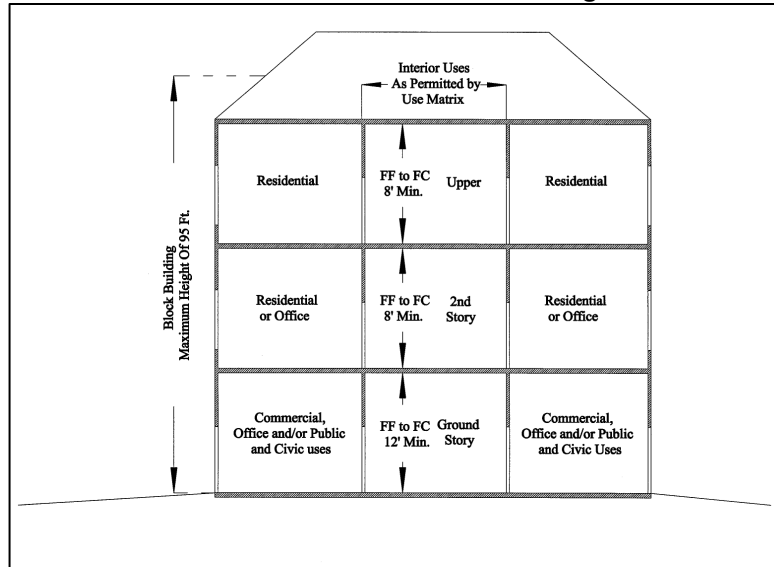 Interior Uses
As Permitted by
Use Matrix
Block Building
Maximum Height Of 95 Ft.
Residential
FF to FC
8' Min.
Upper
Residential
Residential
or Office
FF to FC
8' Min.
2nd
Story
Residential
or Office
Commercial,
Office and/or Public
and Civic uses
FF to FC
12' Min.
Ground
Story
Commercial,
Office and/or Public
and Civic Uses